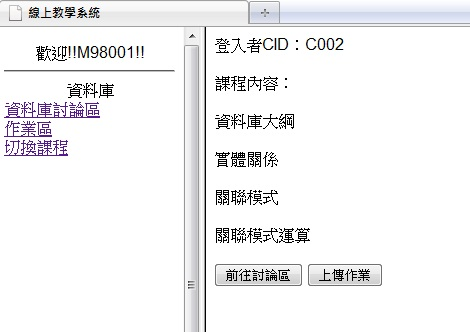 線上教學系統
歡迎!!M98001!!
資料庫
資料庫討論區
作業區
切換課程
登入者CID：C002
課程內容：
資料庫大綱
實體關係
關聯模式
關聯模式運算
前往討論區 上傳作業